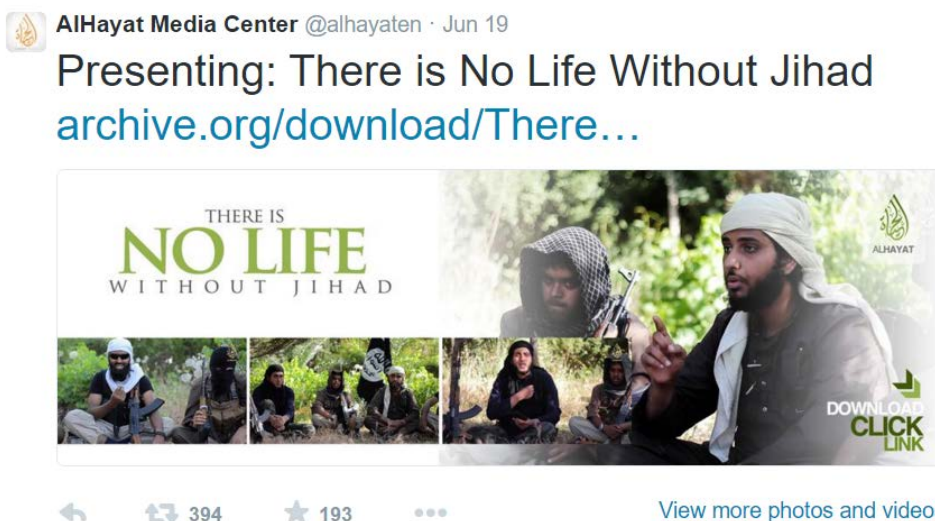 AlHayat Media Center @alhayaten · Jun 19
Presenting: There is No Life Without Jihad
archive.org/download/There…
THERE IS
NO LIFE
WITHOUT JIHAD
ALHAYAT
DOWNLOAD
CLICK
LINK
394 193 View more photos and video